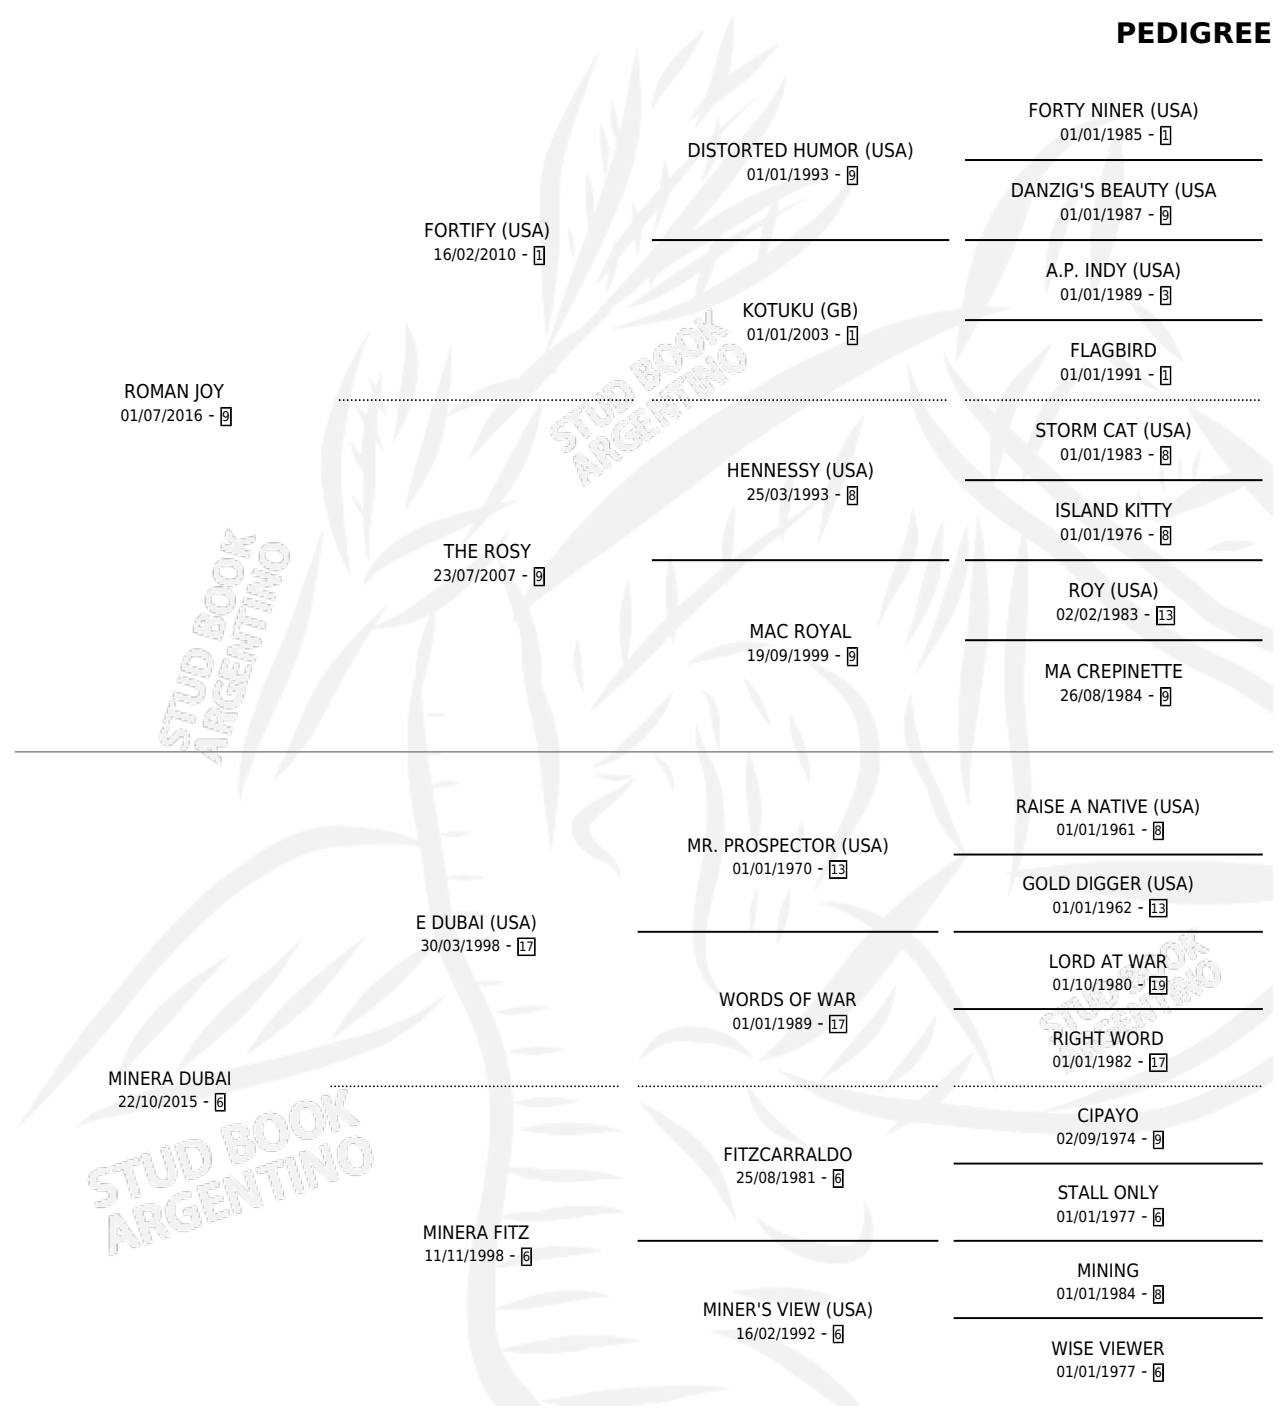 PEDIGREE
FORTY NINER (USA)
01/01/1985 - 1
DISTORTED HUMOR (USA)
01/01/1993 - 9
DANZIG'S BEAUTY (USA
01/01/1987 - 9
FORTIFY (USA)
16/02/2010 - 1
A.P. INDY (USA)
01/01/1989 - 3
KOTUKU (GB)
01/01/2003 - 1
FLAGBIRD
01/01/1991 - 1
ROMAN JOY
01/07/2016 - 9
STUD BOOK
ARGENTINO
STORM CAT (USA)
01/01/1983 - 8
HENNESSY (USA)
25/03/1993 - 8
ISLAND KITTY
01/01/1976 - 8
THE ROSY
23/07/2007 - 9
ROY (USA)
02/02/1983 - 13
MAC ROYAL
19/09/1999 - 9
MA CREPINETTE
26/08/1984 - 9
STUD BOOK
ARGENTINO
RAISE A NATIVE (USA)
01/01/1961 - 8
MR. PROSPECTOR (USA)
01/01/1970 - 13
GOLD DIGGER (USA)
01/01/1962 - 13
E DUBAI (USA)
30/03/1998 - 17
LORD AT WAR
01/10/1980 - 19
WORDS OF WAR
01/01/1989 - 17
STUD BOOK
ARGENTINO
RIGHT WORD
01/01/1982 - 17
MINERA DUBAI
22/10/2015 - 6
STUD BOOK
ARGENTINO
CIPAYO
02/09/1974 - 9
FITZCARRALDO
25/08/1981 - 6
STALL ONLY
01/01/1977 - 6
MINERA FITZ
11/11/1998 - 6
MINING
01/01/1984 - 8
MINER'S VIEW (USA)
16/02/1992 - 6
WISE VIEWER
01/01/1977 - 6